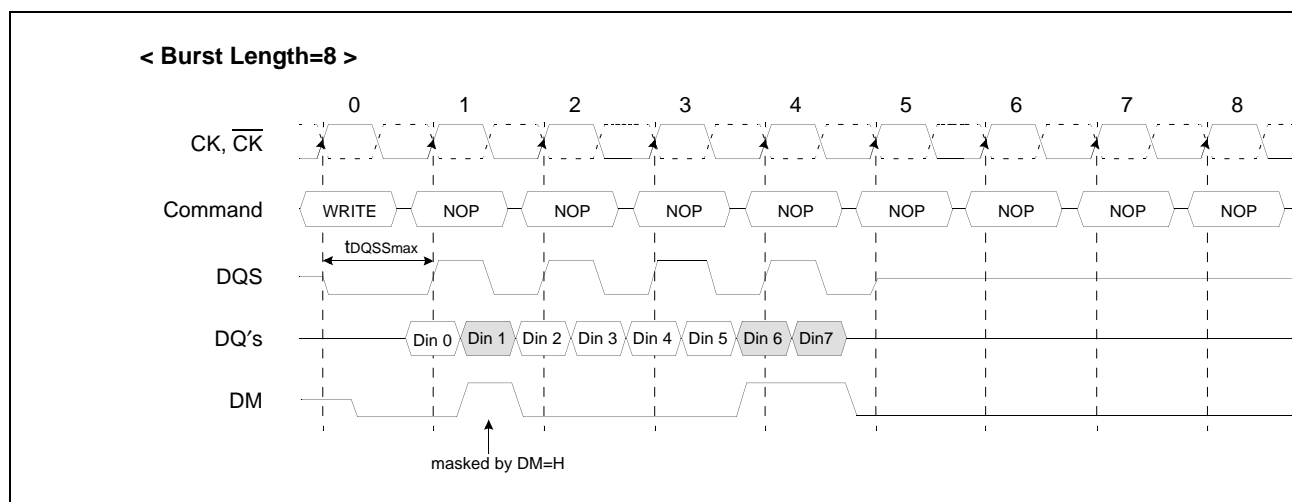 < Burst Length=8 >
0 1 2 3 4 5 6 7 8
CK, CK
Command WRITE NOP NOP NOP NOP NOP NOP NOP NOP
tDQSSmax
DQS
DQ′s Din 0 Din 1 Din 2 Din 3 Din 4 Din 5 Din 6 Din7
DM
masked by DM=H